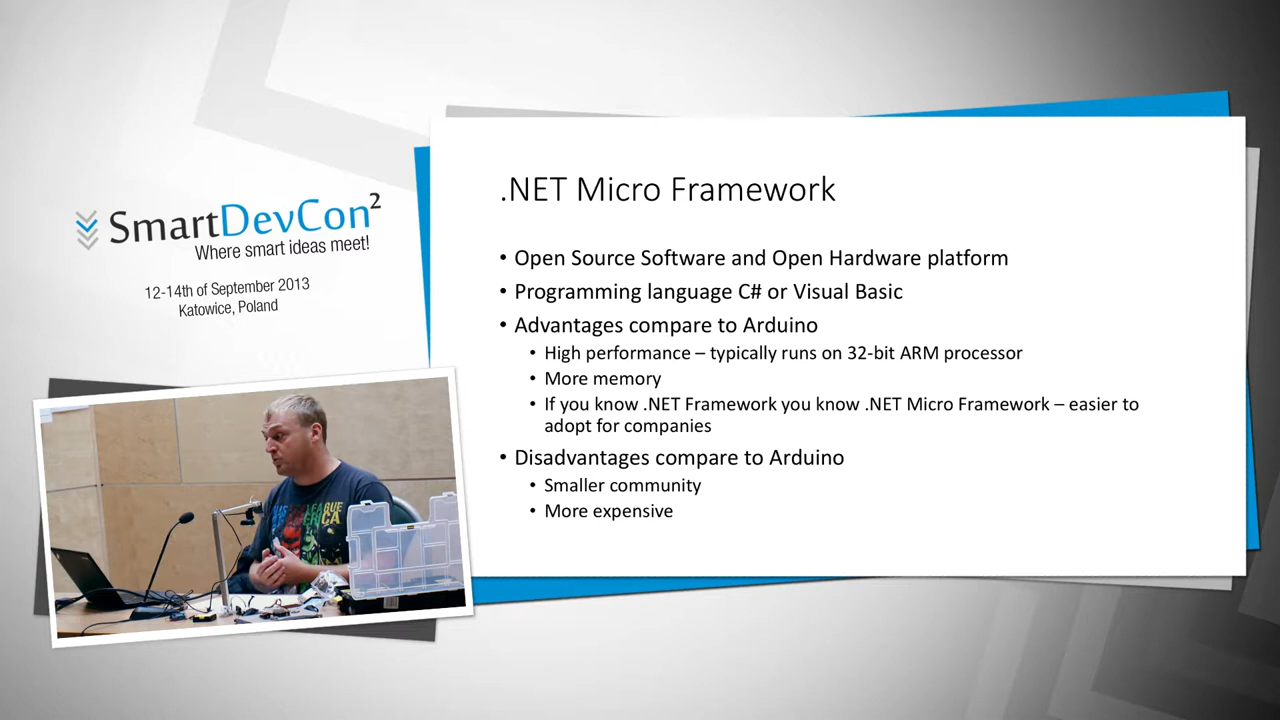 SmartDevCon²
Where smart ideas meet!
12-14th of September 2013
Katowice, Poland
.NET Micro Framework
• Open Source Software and Open Hardware platform
• Programming language C# or Visual Basic
• Advantages compare to Arduino
• High performance – typically runs on 32-bit ARM processor
• More memory
• If you know .NET Framework you know .NET Micro Framework – easier to
adopt for companies
• Disadvantages compare to Arduino
• Smaller community
• More expensive
LEAGUE